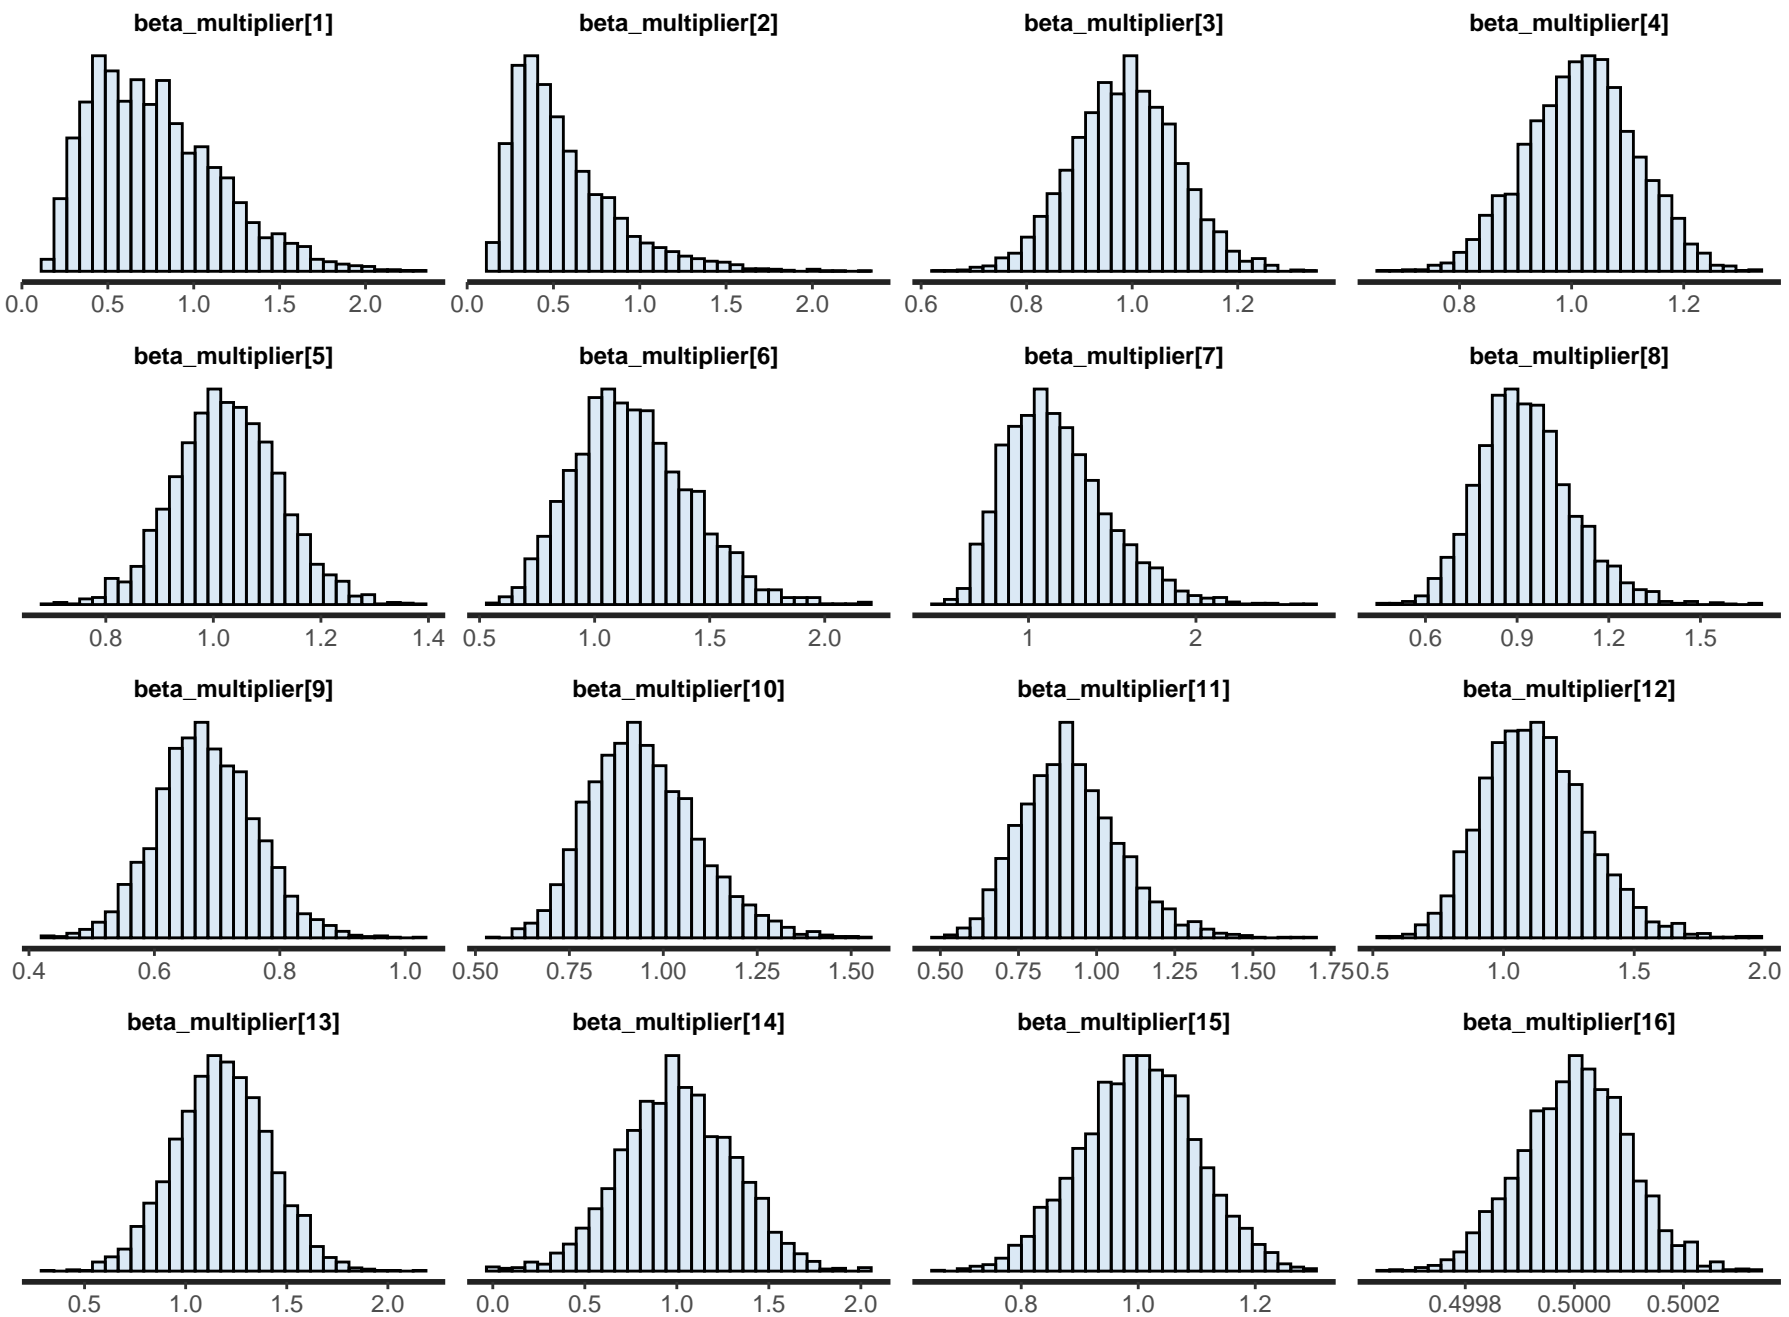 beta_multiplier[1] beta_multiplier[2] beta_multiplier[3] beta_multiplier[4]
0.0 0.5 1.0 1.5 2.0 0.0 0.5 1.0 1.5 2.0 0.6 0.8 1.0 1.2 0.8 1.0 1.2
beta_multiplier[5] beta_multiplier[6] beta_multiplier[7] beta_multiplier[8]
0.8 1.0 1.2 1.4 0.5 1.0 1.5 2.0 1 2 0.6 0.9 1.2 1.5
beta_multiplier[9] beta_multiplier[10] beta_multiplier[11] beta_multiplier[12]
0.4 0.6 0.8 1.0 0.50 0.75 1.00 1.25 1.50 0.50 0.75 1.00 1.25 1.50 1.75 0.5 1.0 1.5 2.0
beta_multiplier[13] beta_multiplier[14] beta_multiplier[15] beta_multiplier[16]
0.5 1.0 1.5 2.0 0.0 0.5 1.0 1.5 2.0 0.8 1.0 1.2 0.4998 0.5000 0.5002